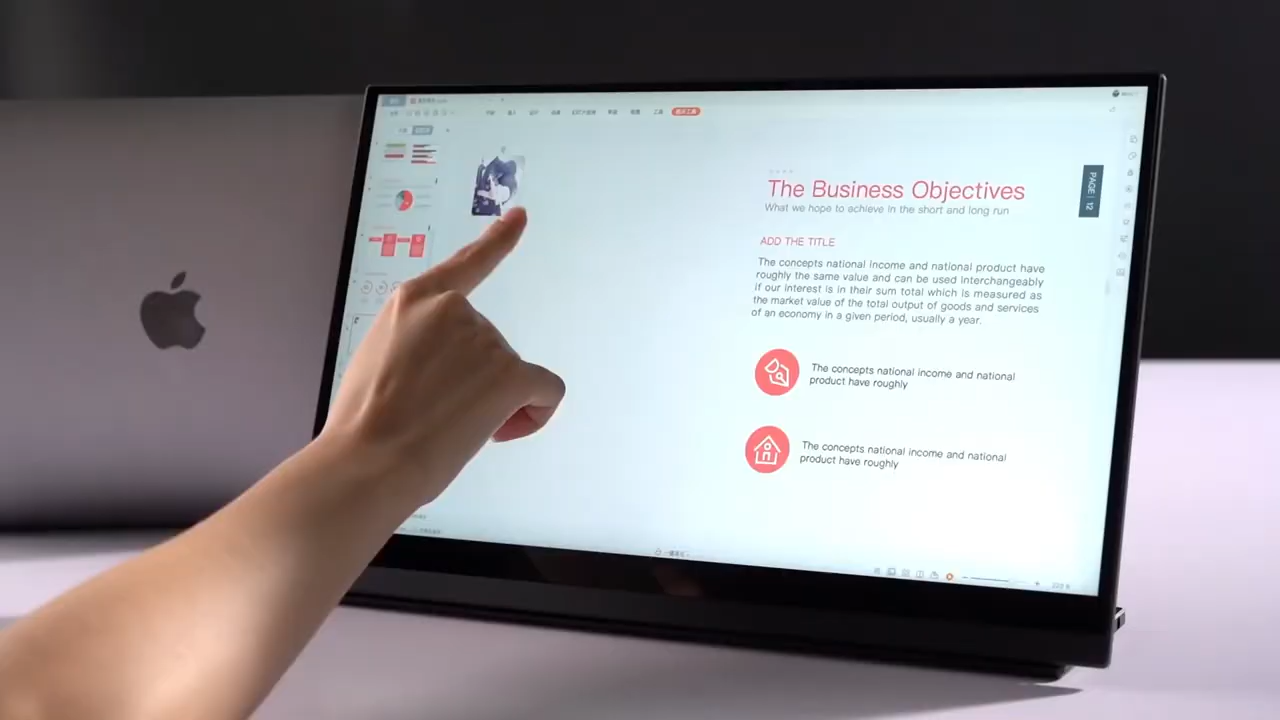 The Business Objectives
What we hope to achieve in the short and long run
PAGE | 12
ADD THE TITLE
The concepts national income and national product have
roughly the same value and can be used interchangeably
if our interest is in their sum total which is measured as
the market value of the total output of goods and services
of an economy in a given period, usually a year.
The concepts national income and national
product have roughly
The concepts national income and national
product have roughly